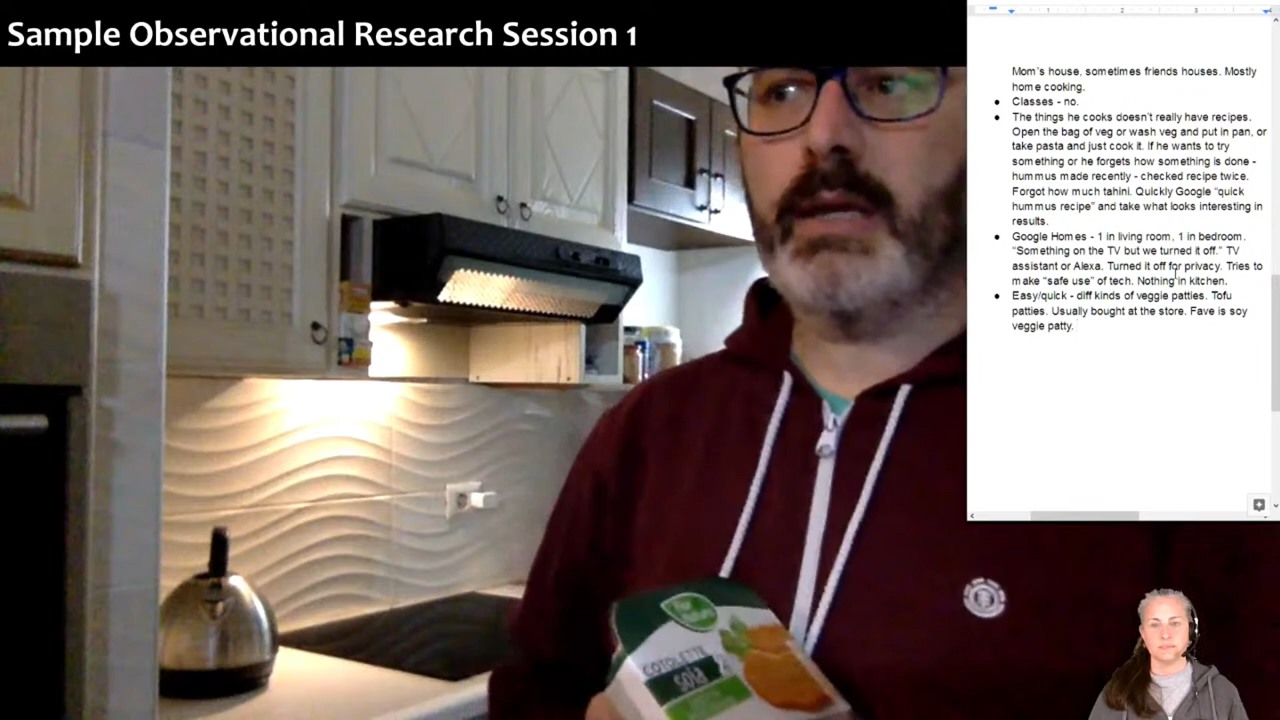 Sample Observational Research Session 1
Mom's house, sometimes friends houses. Mostly
home cooking.
● Classes - no.
● The things he cooks doesn't really have recipes.
Open the bag of veg or wash veg and put in pan, or
take pasta and just cook it. If he wants to try
something or he forgets how something is done -
hummus made recently - checked recipe twice.
Forgot how much tahini. Quickly Google "quick
hummus recipe" and take what looks interesting in
results.
● Google Homes - 1 in living room, 1 in bedroom.
"Something on the TV but we turned it off." TV
assistant or Alexa. Turned it off for privacy. Tries to
make "safe use" of tech. Nothing in kitchen.
● Easy/quick - diff kinds of veggie patties. Tofu
patties. Usually bought at the store. Fave is soy
veggie patty.
COTOLETTE
soia